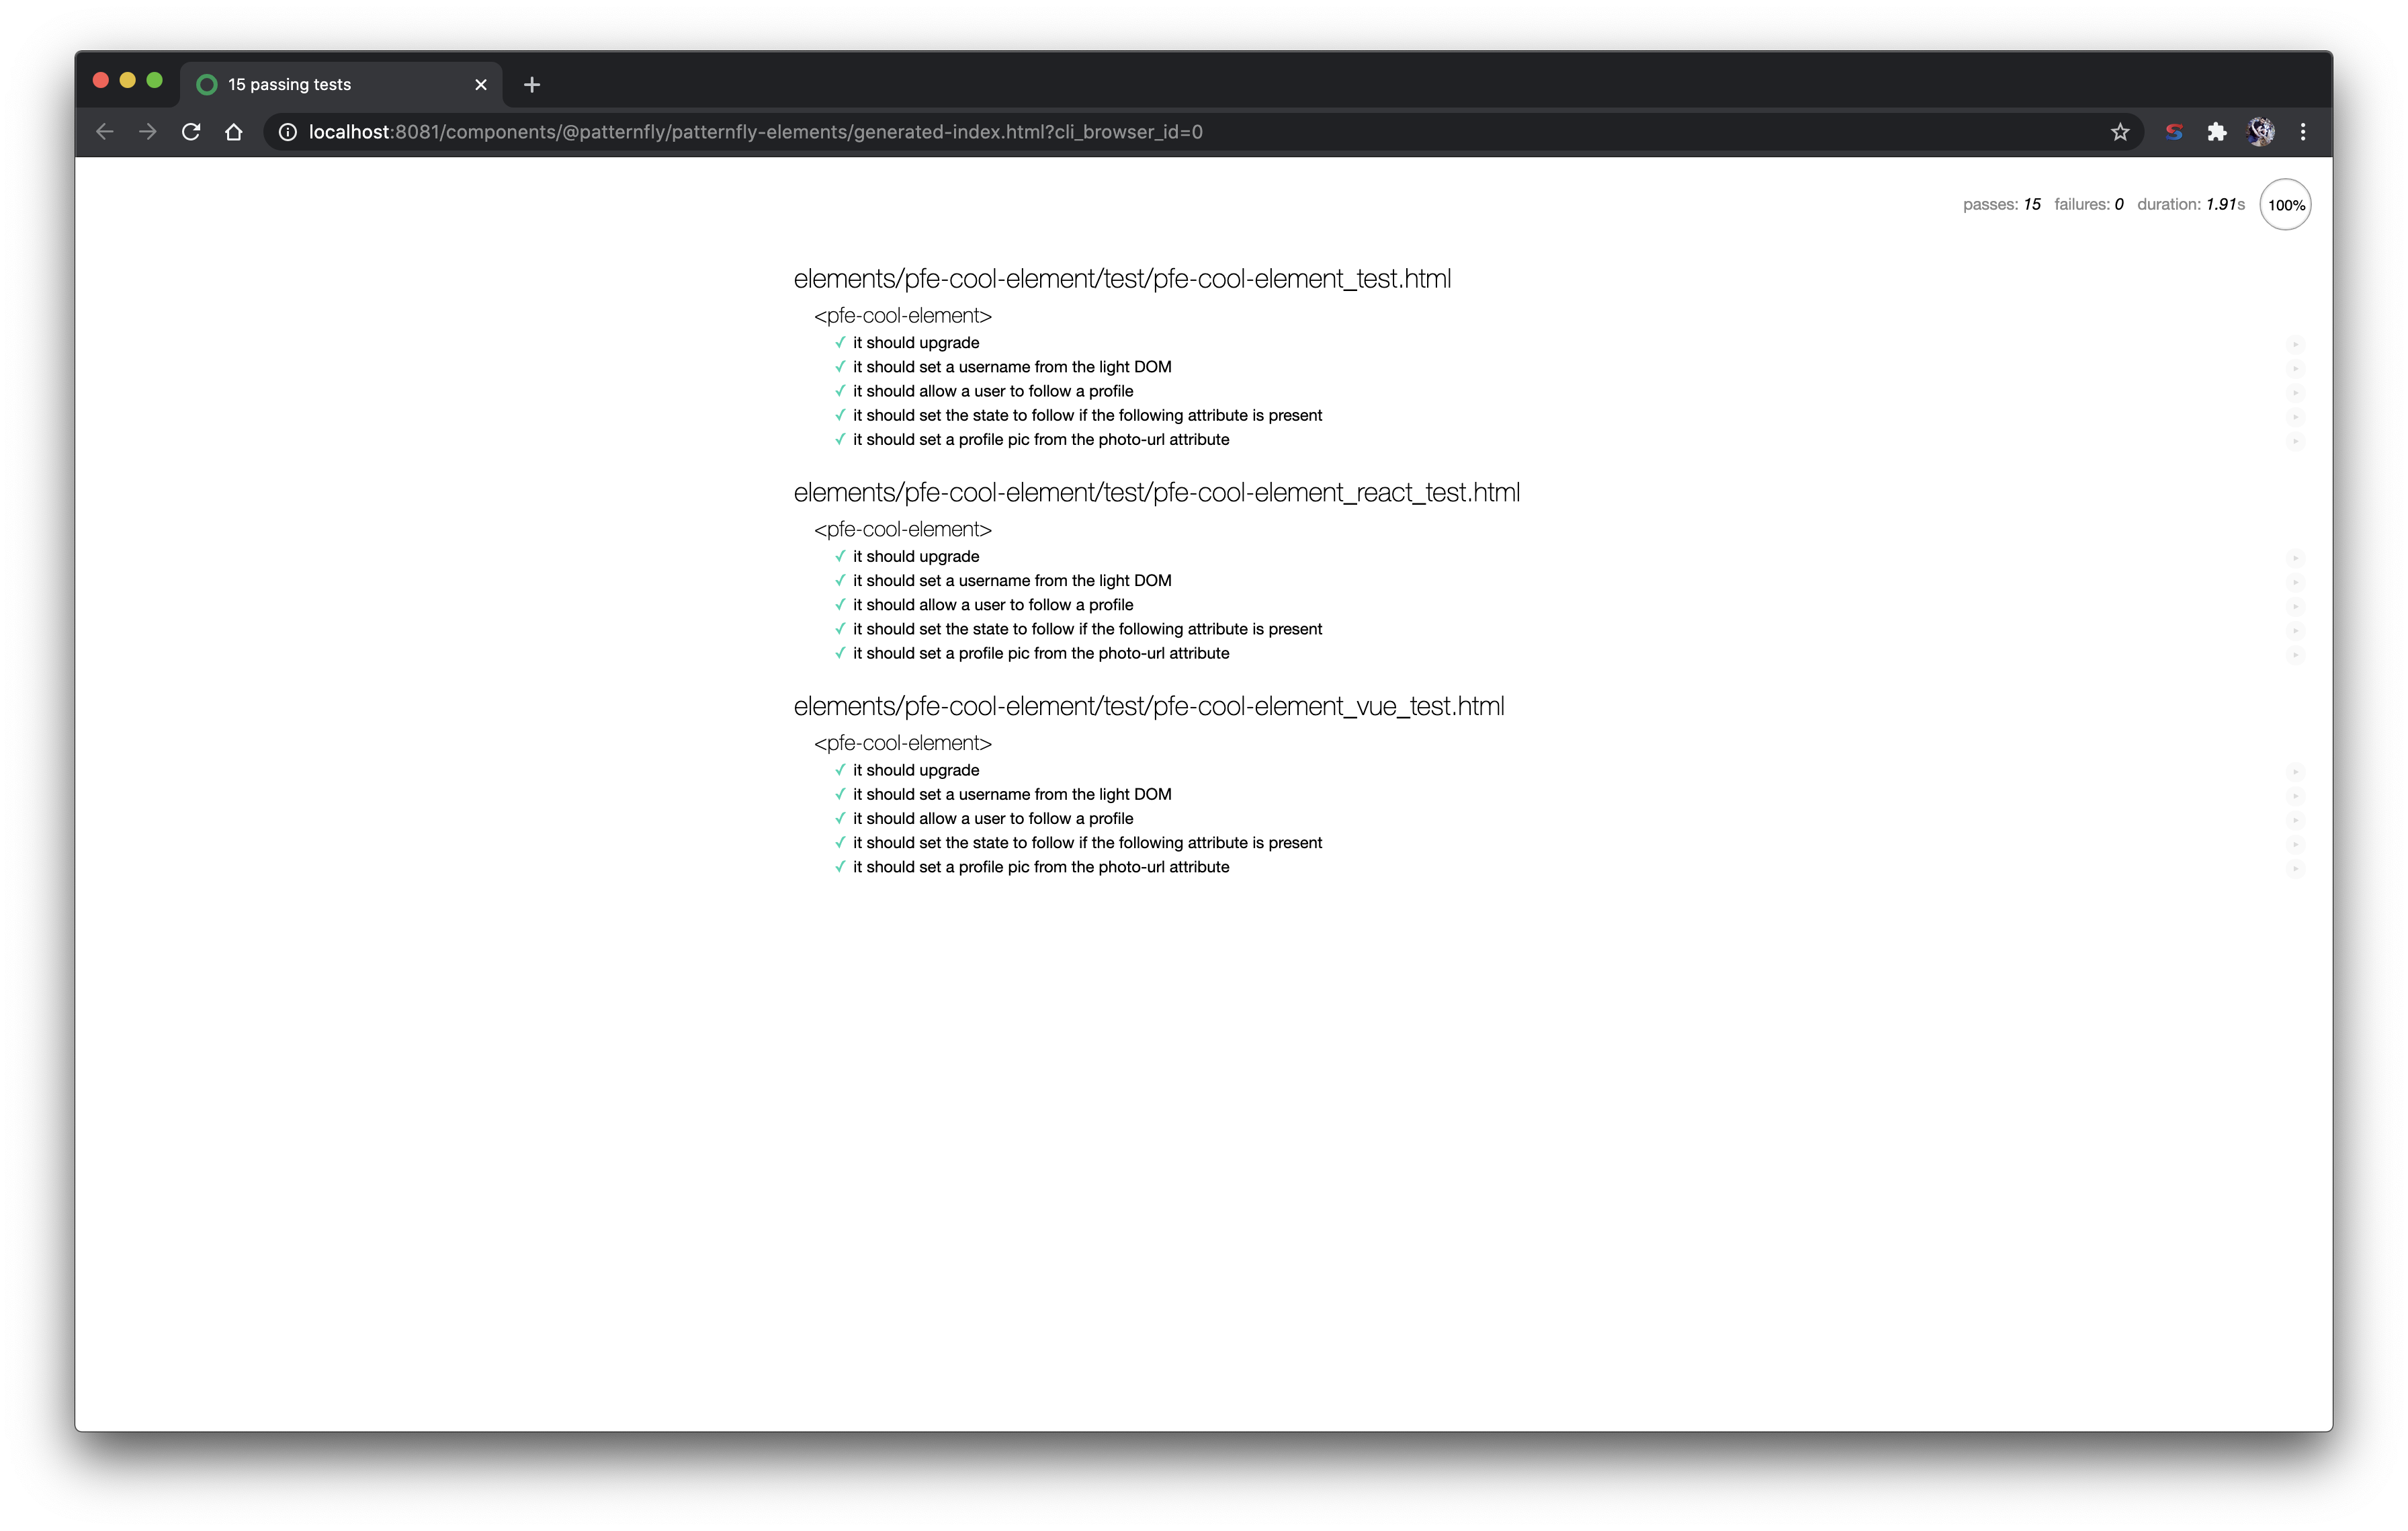 15 passing tests
localhost:8081/components/@patternfly/patternfly-elements/generated-index.html?cli_browser_id=0
passes: 15 failures: 0 duration: 1.91s 100%
elements/pfe-cool-element/test/pfe-cool-element_test.html
<pfe-cool-element>
✓ it should upgrade
✓ it should set a username from the light DOM
✓ it should allow a user to follow a profile
✓ it should set the state to follow if the following attribute is present
✓ it should set a profile pic from the photo-url attribute
elements/pfe-cool-element/test/pfe-cool-element_react_test.html
<pfe-cool-element>
✓ it should upgrade
✓ it should set a username from the light DOM
✓ it should allow a user to follow a profile
✓ it should set the state to follow if the following attribute is present
✓ it should set a profile pic from the photo-url attribute
elements/pfe-cool-element/test/pfe-cool-element_vue_test.html
<pfe-cool-element>
✓ it should upgrade
✓ it should set a username from the light DOM
✓ it should allow a user to follow a profile
✓ it should set the state to follow if the following attribute is present
✓ it should set a profile pic from the photo-url attribute